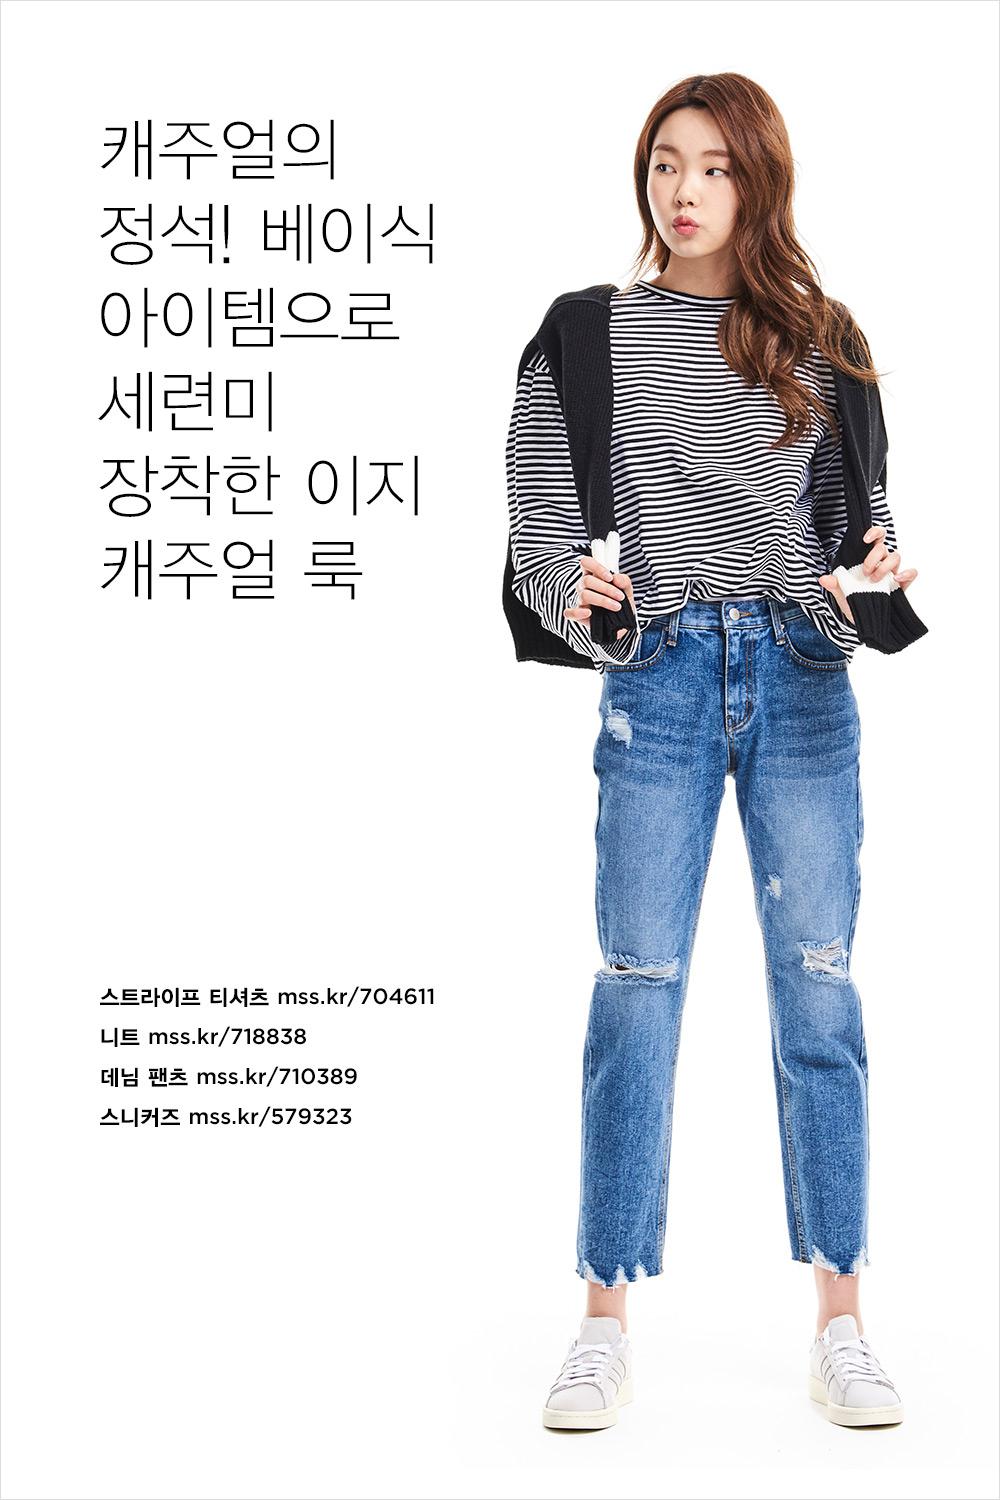 캐주얼의
정석! 베이식
아이템으로
세련미
장착한 이지
캐주얼 룩
스트라이프 티셔츠 mss.kr/704611
니트 mss.kr/718838
데님 팬츠 mss.kr/710389
스니커즈 mss.kr/579323